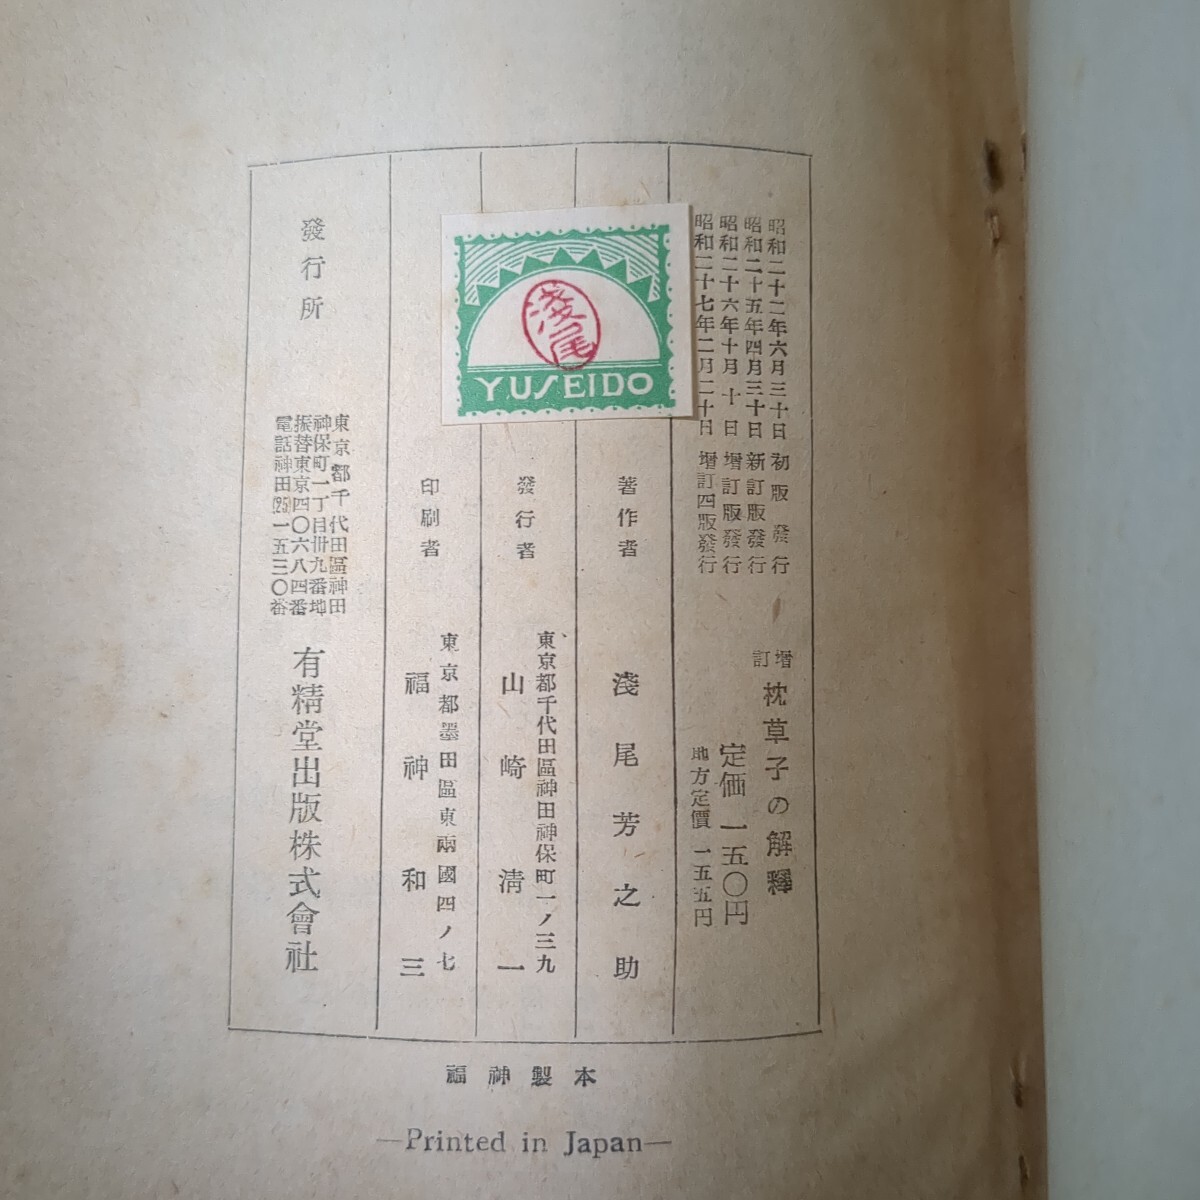 昭和二十二年六月三十日 初版發行
昭和二十五年四月三十日 新訂版發行
昭和二十六年十月十日 增訂版發行
昭和二十七年二月二十日 增訂四版發行
增訂 枕草子の解釋
定価 一五〇円
地方定價 一五五円
淺尾
YUSEIDO
著作者 淺尾芳之助
東京都千代田區神田神保町一ノ三九
發行者 山崎淸一
東京都墨田區東兩國四ノ七
印刷者 福神和三
發行所
東京都千代田區神田
神保町一丁目卅九番地
振替東京四〇六八四番
電話神田(25)一五三〇番
有精堂出版株式會社
福神製本
—Printed in Japan—